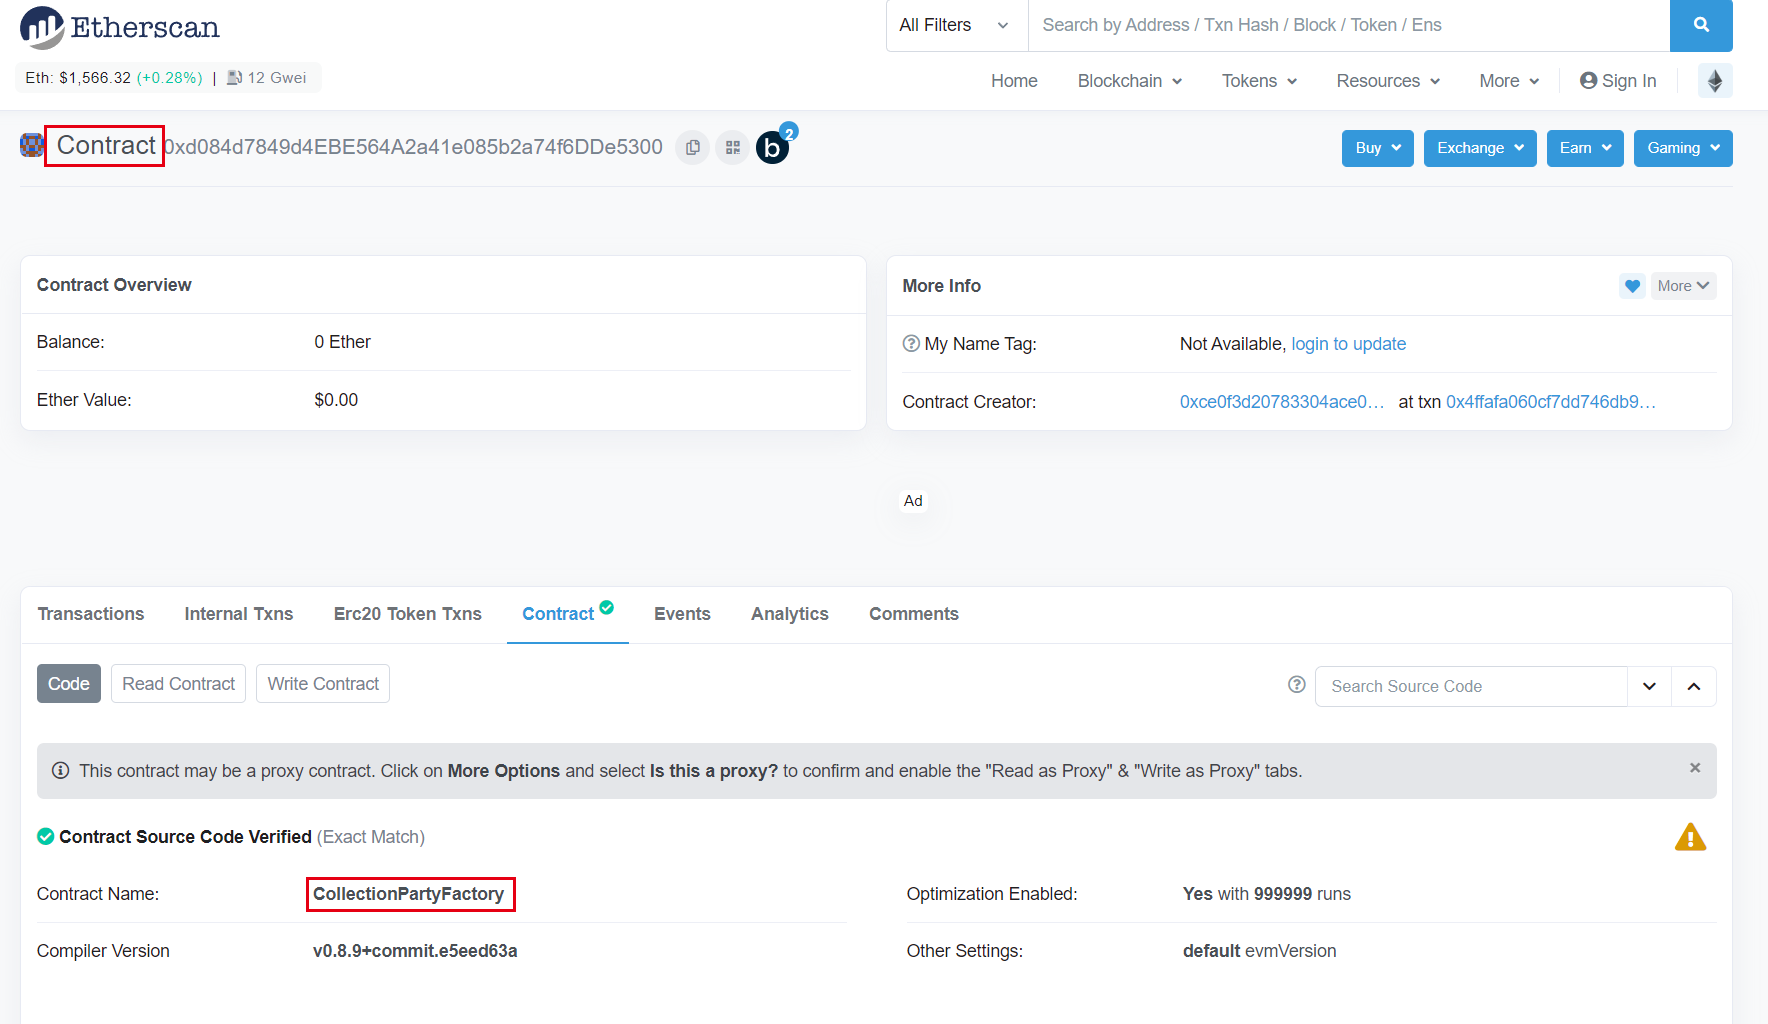 Etherscan
All Filters
Search by Address / Txn Hash / Block / Token / Ens
Eth: $1,566.32 (+0.28%) | 12 Gwei
Home Blockchain Tokens Resources More Sign In
Contract 0xd084d7849d4EBE564A2a41e085b2a74f6DDe5300 b 2
Buy Exchange Earn Gaming
Contract Overview
Balance: 0 Ether
Ether Value: $0.00
More Info
More
My Name Tag: Not Available, login to update
Contract Creator: 0xce0f3d20783304ace0… at txn 0x4ffafa060cf7dd746db9…
Ad
Transactions Internal Txns Erc20 Token Txns Contract Events Analytics Comments
Code Read Contract Write Contract
Search Source Code
This contract may be a proxy contract. Click on More Options and select Is this a proxy? to confirm and enable the "Read as Proxy" & "Write as Proxy" tabs.
Contract Source Code Verified (Exact Match)
Contract Name: CollectionPartyFactory
Optimization Enabled: Yes with 999999 runs
Compiler Version v0.8.9+commit.e5eed63a
Other Settings: default evmVersion